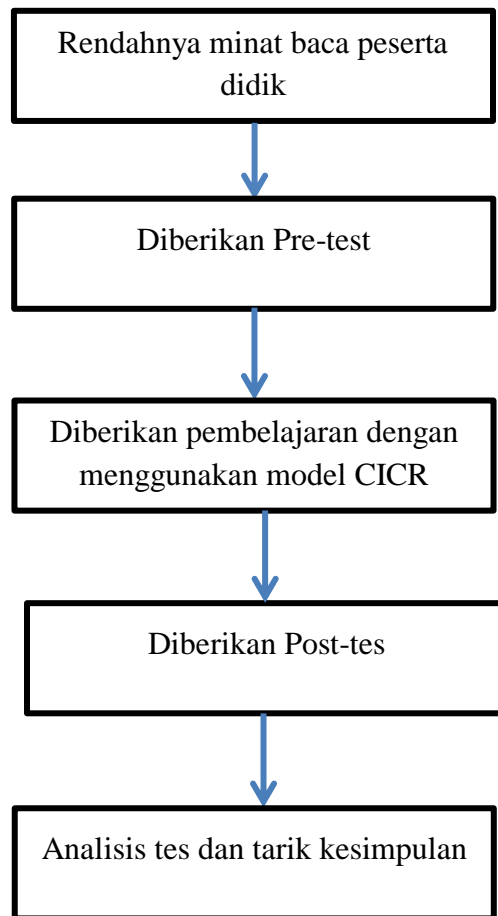 Rendahnya minat baca peserta
didik
Diberikan Pre-test
Diberikan pembelajaran dengan
menggunakan model CICR
Diberikan Post-tes
Analisis tes dan tarik kesimpulan